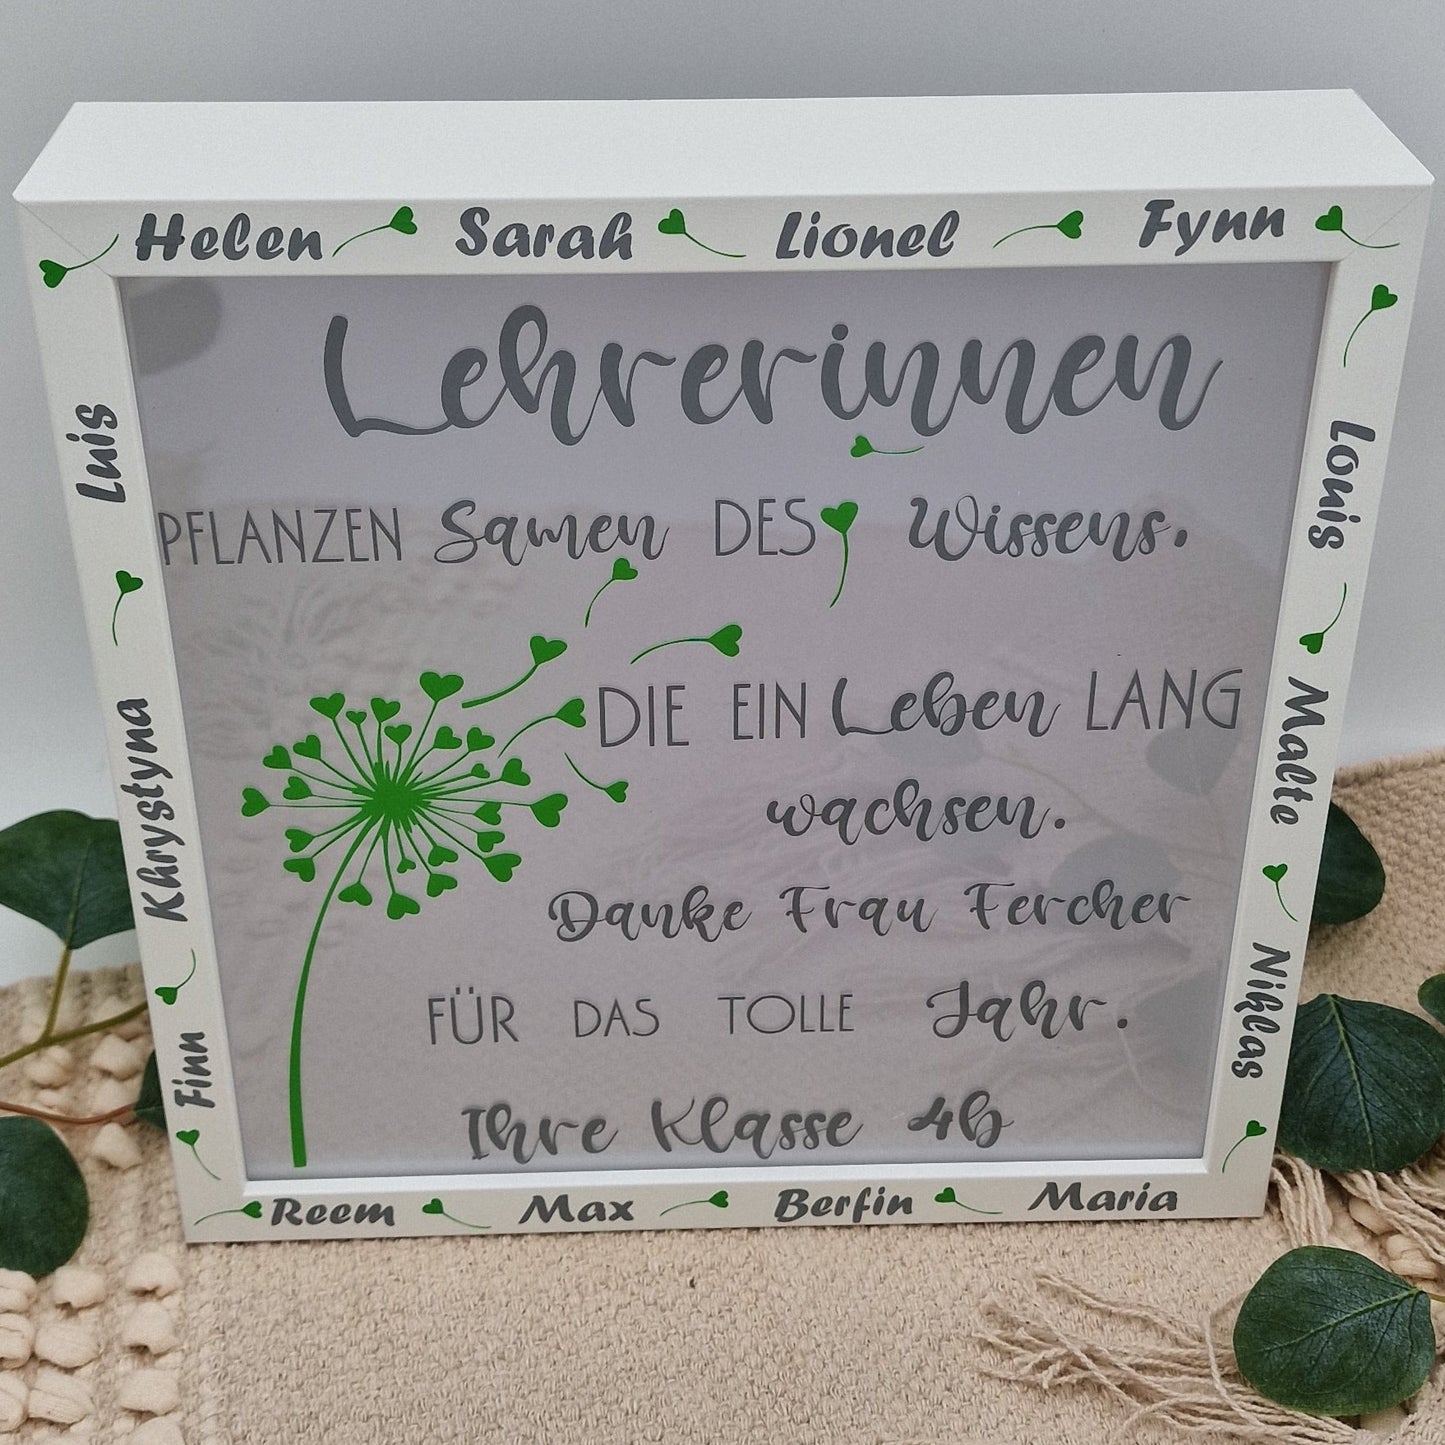 Helen Sarah Lionel Fynn
Lehrerinnen
PFLANZEN Samen DES Wissens.
DIE EIN Leben LANG
wachsen.
Danke Frau Fercher
FÜR DAS TOLLE Jahr.
Ihre Klasse 4b
Louis
Malte
Niklas
Reem Max Berfin Maria
Luis
Khrystyna
Finn